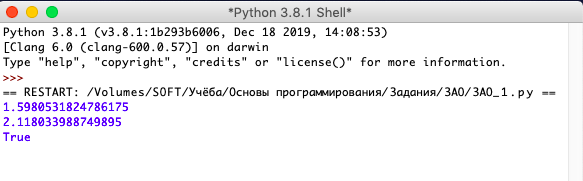 *Python 3.8.1 Shell*
Python 3.8.1 (v3.8.1:1b293b6006, Dec 18 2019, 14:08:53)
[Clang 6.0 (clang-600.0.57)] on darwin
Type "help", "copyright", "credits" or "license()" for more information.
>>>
== RESTART: /Volumes/SOFT/Учёба/Основы программирования/Задания/ЗАО/ЗАО_1.py ==
1.5980531824786175
2.118033988749895
True